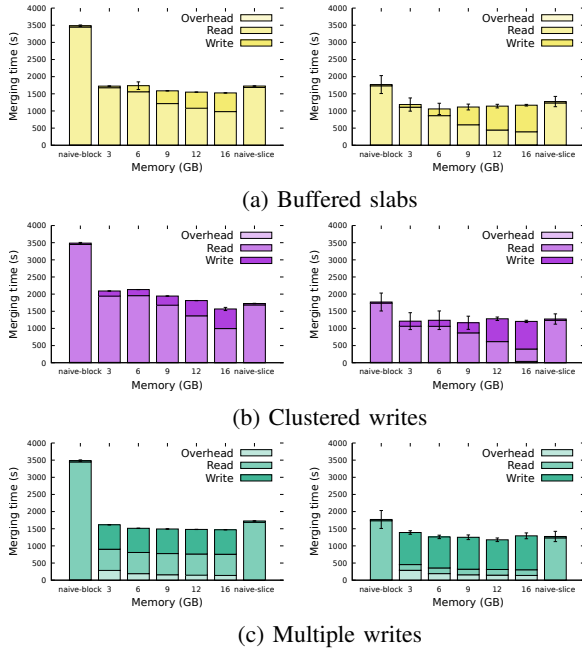 4000
3500
3000
2500
2000
1500
1000
500
0
Merging time (s)
Overhead
Read
Write
naive-block 3 6 9 12 16 naive-slice
Memory (GB)
4000
3500
3000
2500
2000
1500
1000
500
0
Merging time (s)
Overhead
Read
Write
naive-block 3 6 9 12 16 naive-slice
Memory (GB)
(a) Buffered slabs
4000
3500
3000
2500
2000
1500
1000
500
0
Merging time (s)
Overhead
Read
Write
naive-block 3 6 9 12 16 naive-slice
Memory (GB)
4000
3500
3000
2500
2000
1500
1000
500
0
Merging time (s)
Overhead
Read
Write
naive-block 3 6 9 12 16 naive-slice
Memory (GB)
(b) Clustered writes
4000
3500
3000
2500
2000
1500
1000
500
0
Merging time (s)
Overhead
Read
Write
naive-block 3 6 9 12 16 naive-slice
Memory (GB)
4000
3500
3000
2500
2000
1500
1000
500
0
Merging time (s)
Overhead
Read
Write
naive-block 3 6 9 12 16 naive-slice
Memory (GB)
(c) Multiple writes